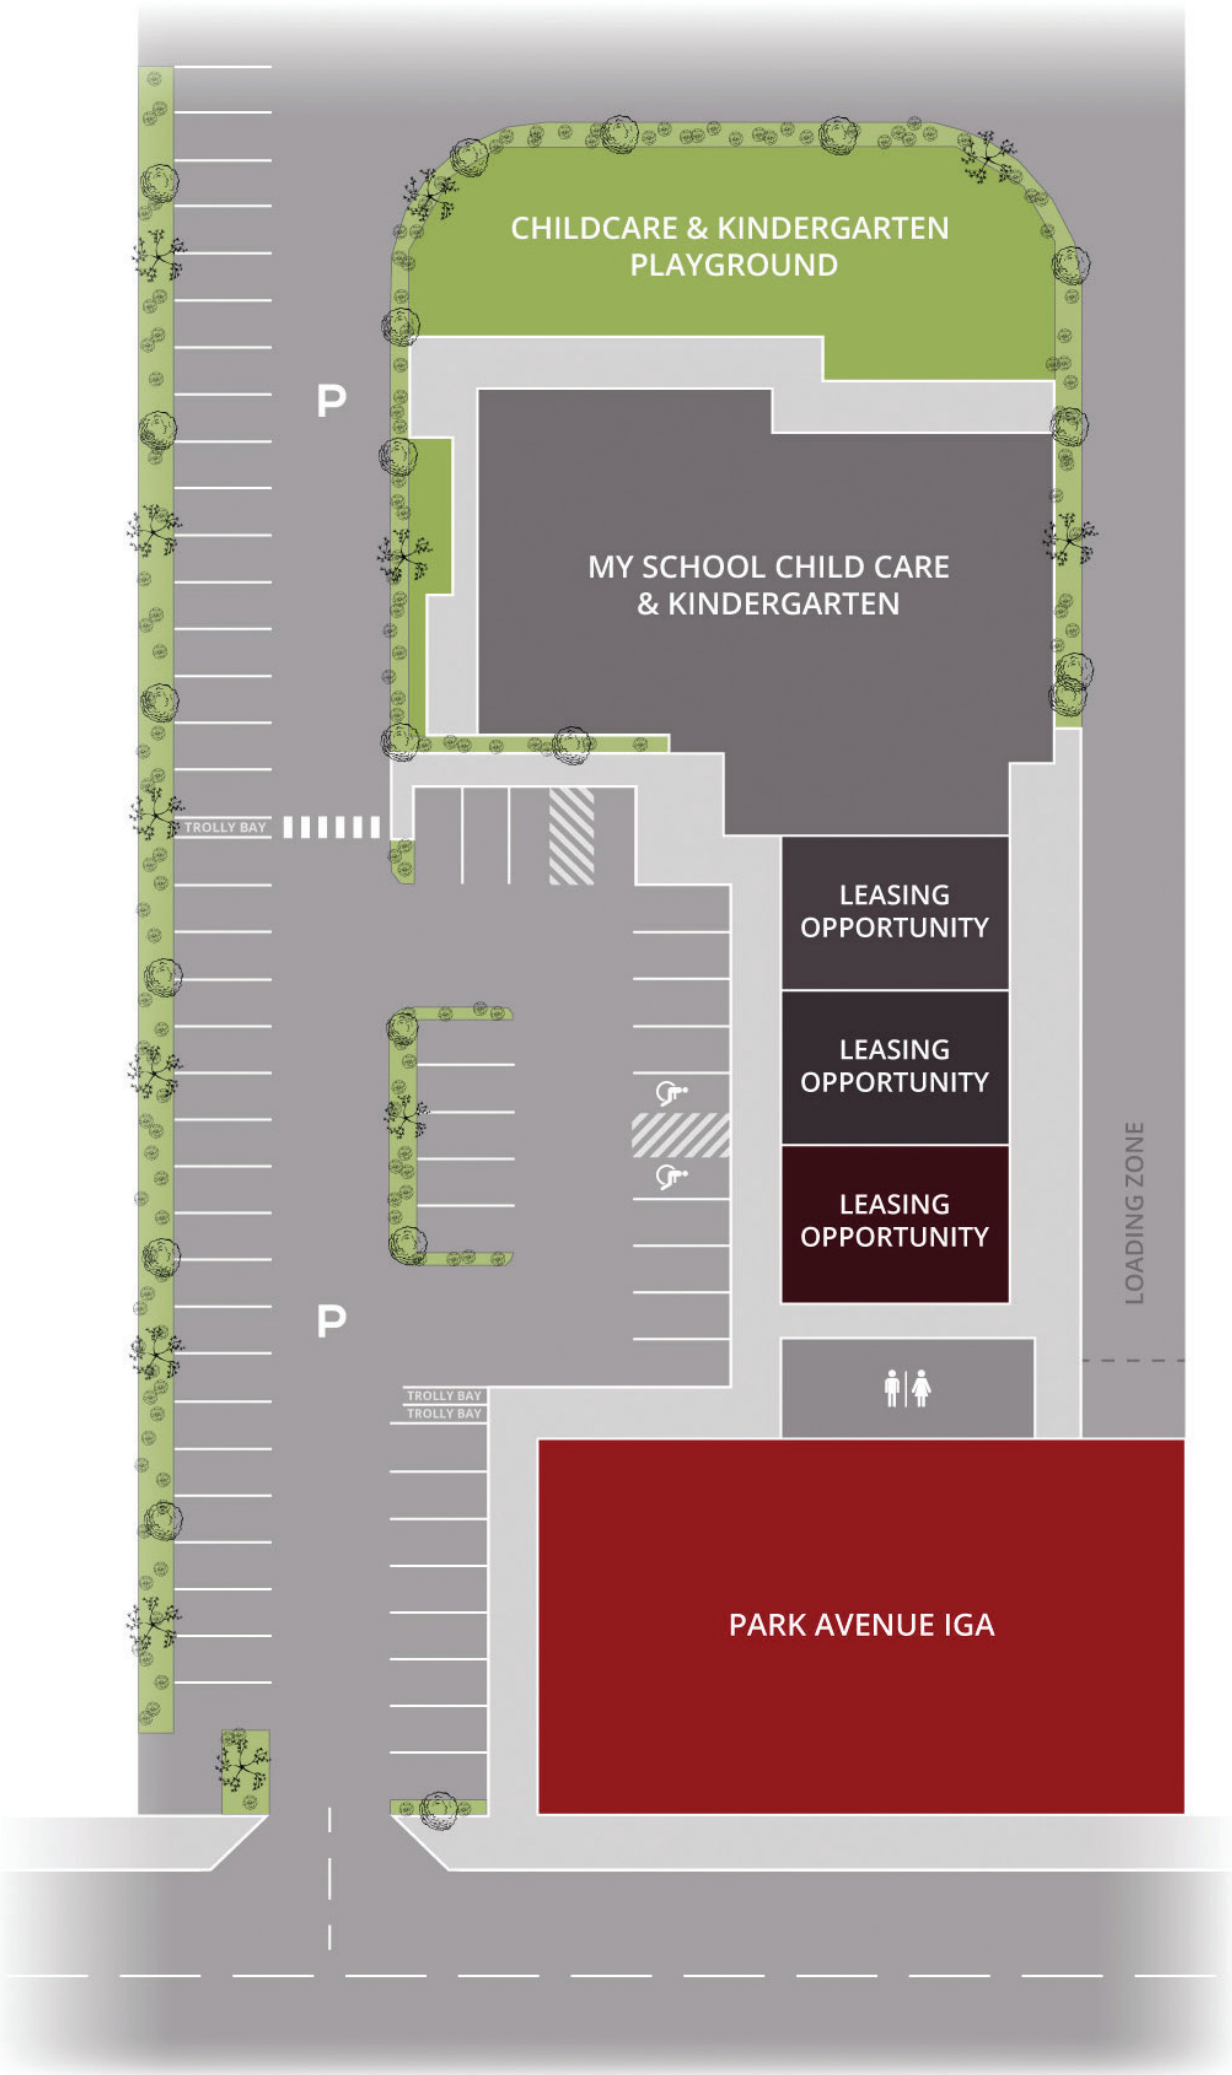 CHILDCARE & KINDERGARTEN
PLAYGROUND
P
MY SCHOOL CHILD CARE
& KINDERGARTEN
TROLLY BAY
LEASING
OPPORTUNITY
LEASING
OPPORTUNITY
LEASING
OPPORTUNITY
LOADING ZONE
P
TROLLY BAY
TROLLY BAY
PARK AVENUE IGA